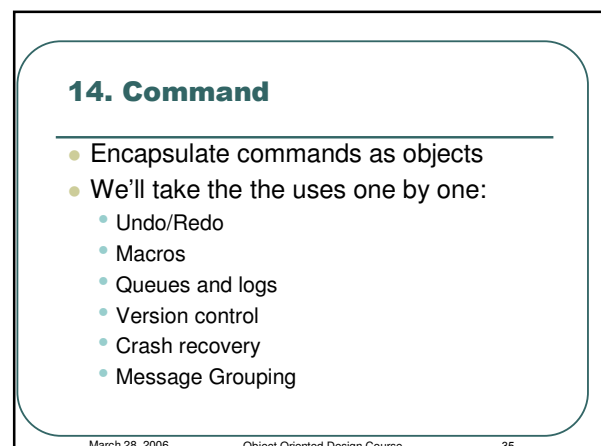 14. Command
Encapsulate commands as objects
We'll take the the uses one by one:
Undo/Redo
Macros
Queues and logs
Version control
Crash recovery
Message Grouping
March 28, 2006 Object Oriented Design Course 35